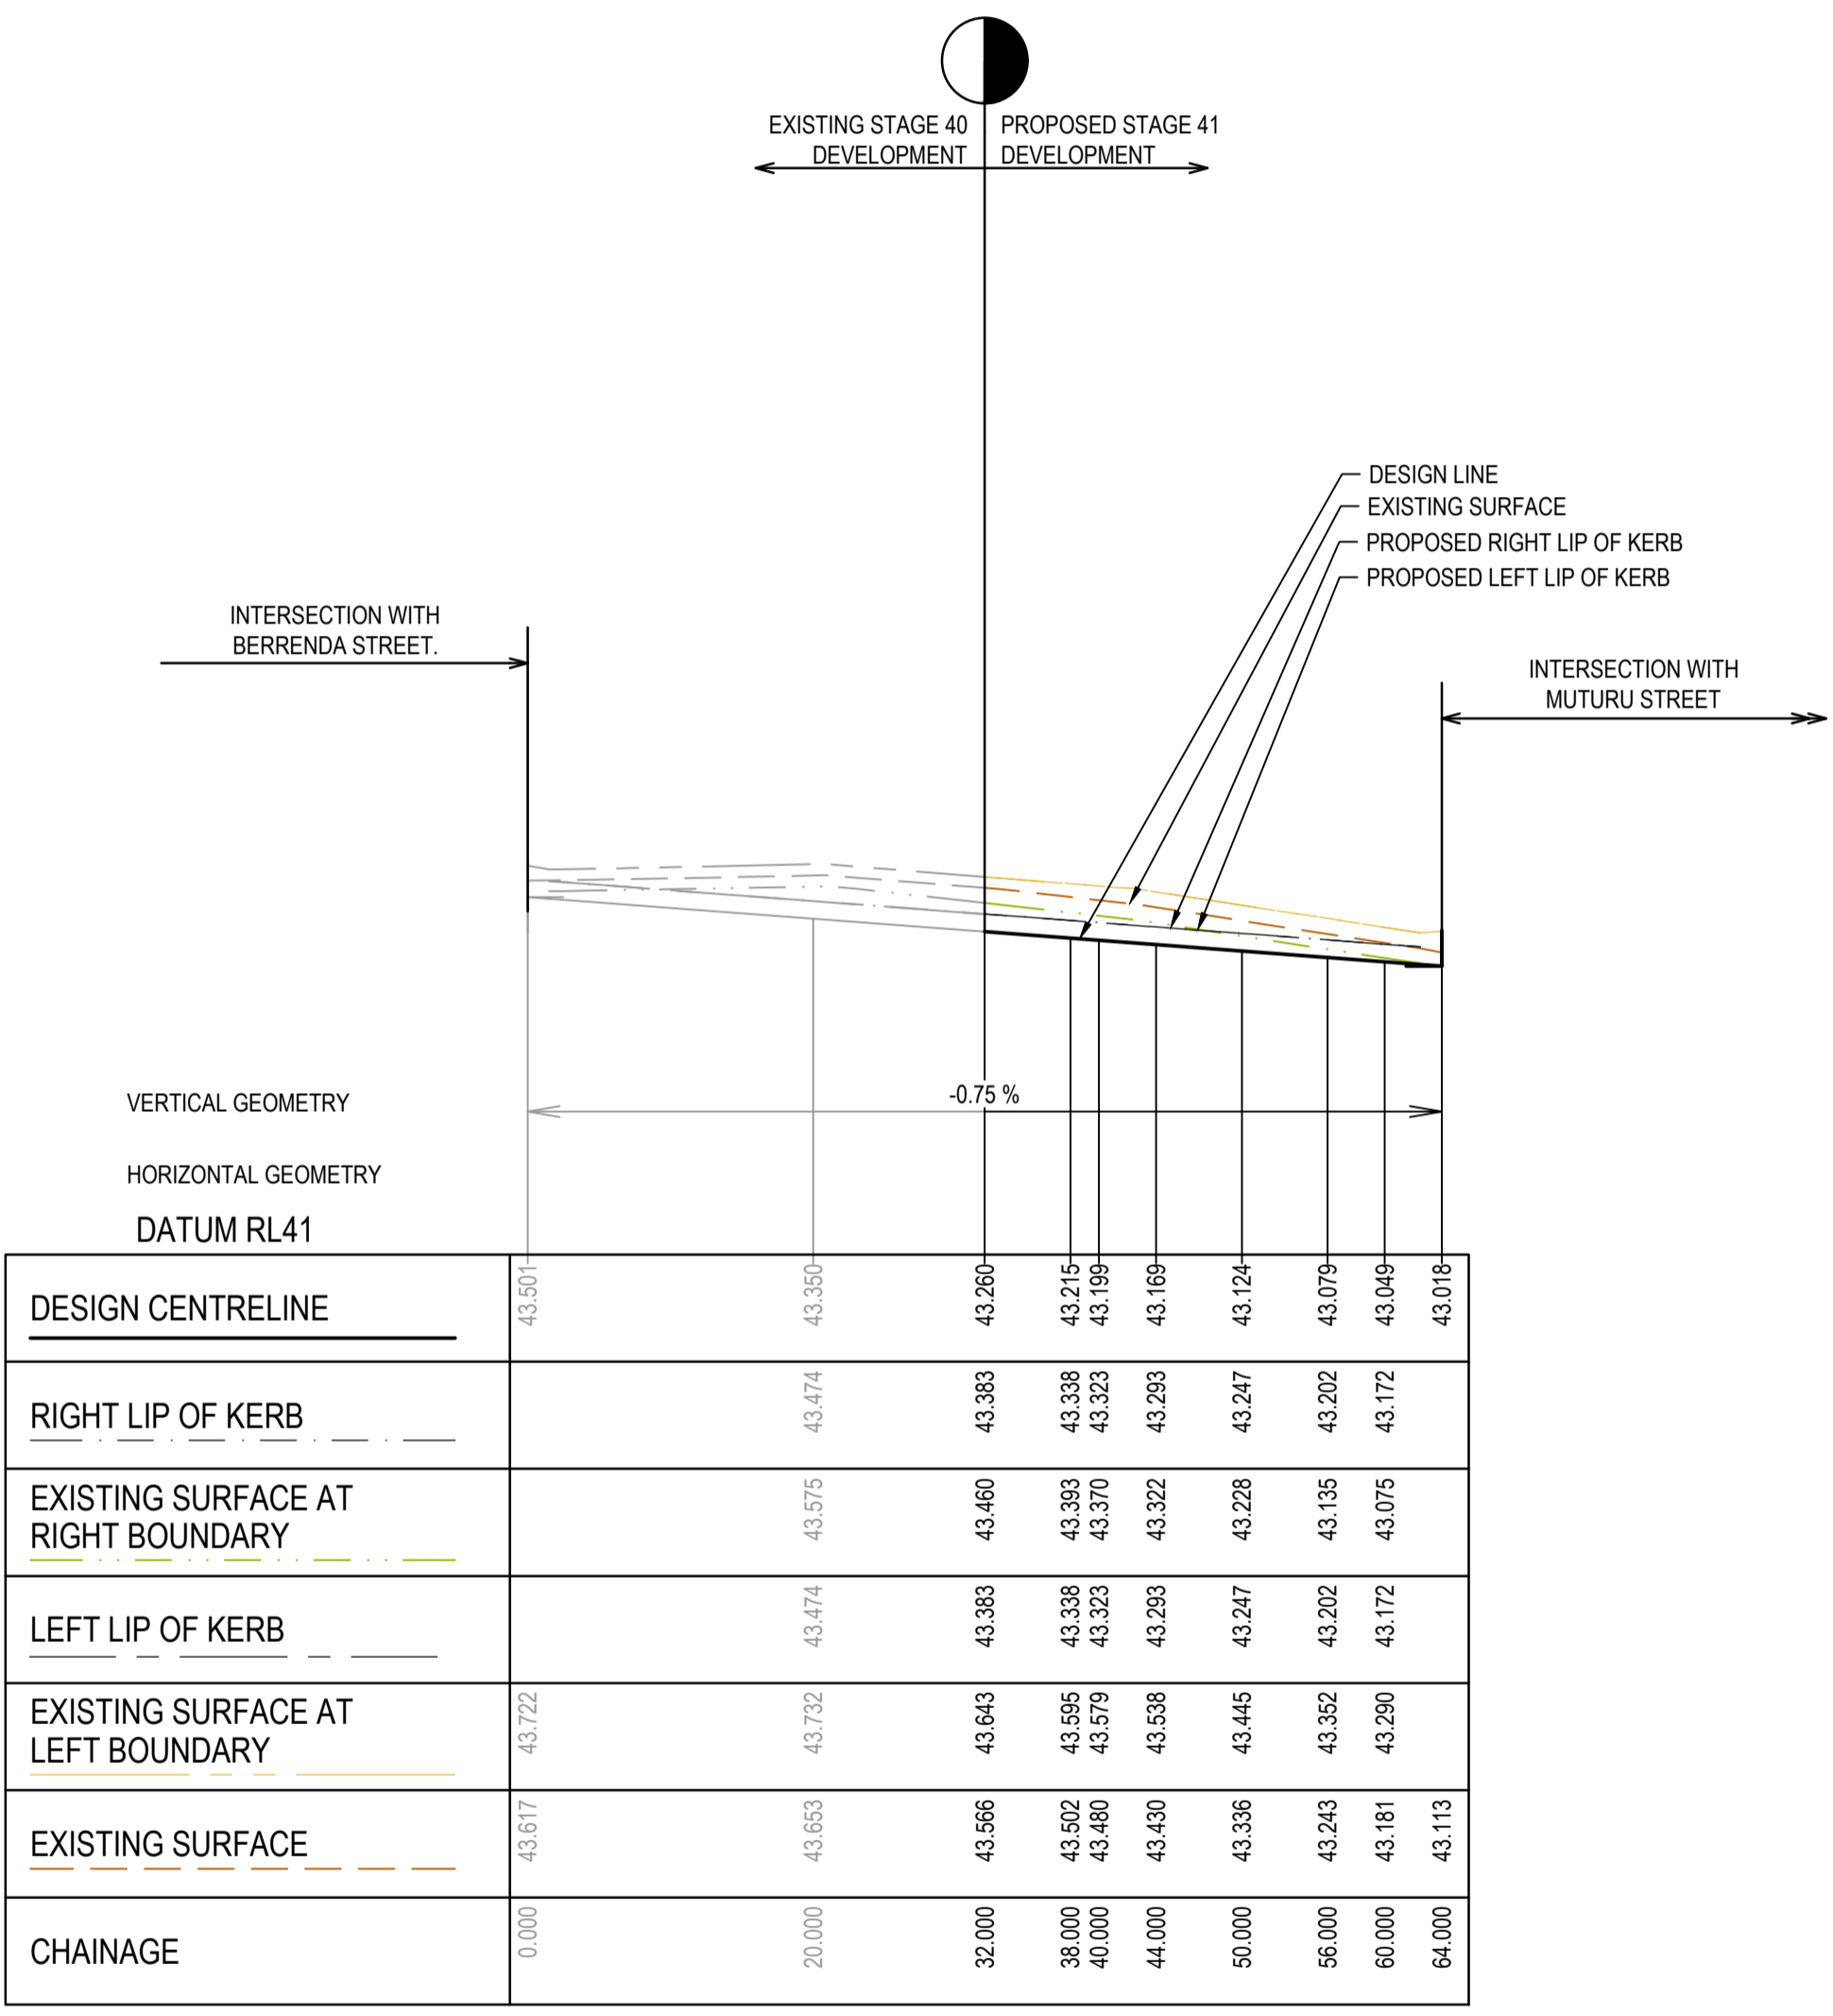 EXISTING STAGE 40
DEVELOPMENT
PROPOSED STAGE 41
DEVELOPMENT
DESIGN LINE
EXISTING SURFACE
PROPOSED RIGHT LIP OF KERB
PROPOSED LEFT LIP OF KERB
INTERSECTION WITH
BERRENDA STREET.
INTERSECTION WITH
MUTURU STREET
VERTICAL GEOMETRY
-0.75 %
HORIZONTAL GEOMETRY
DATUM RL41
DESIGN CENTRELINE
43.501 43.350 43.260 43.215 43.199 43.169 43.124 43.079 43.049 43.018
RIGHT LIP OF KERB
43.474 43.383 43.338 43.323 43.293 43.247 43.202 43.172
EXISTING SURFACE AT
RIGHT BOUNDARY
43.575 43.460 43.393 43.370 43.322 43.228 43.135 43.075
LEFT LIP OF KERB
43.474 43.383 43.338 43.323 43.293 43.247 43.202 43.172
EXISTING SURFACE AT
LEFT BOUNDARY
43.722 43.732 43.643 43.595 43.579 43.538 43.445 43.352 43.290
EXISTING SURFACE
43.617 43.653 43.566 43.502 43.480 43.430 43.336 43.243 43.181 43.113
CHAINAGE
0.000 20.000 32.000 38.000 40.000 44.000 50.000 56.000 60.000 64.000